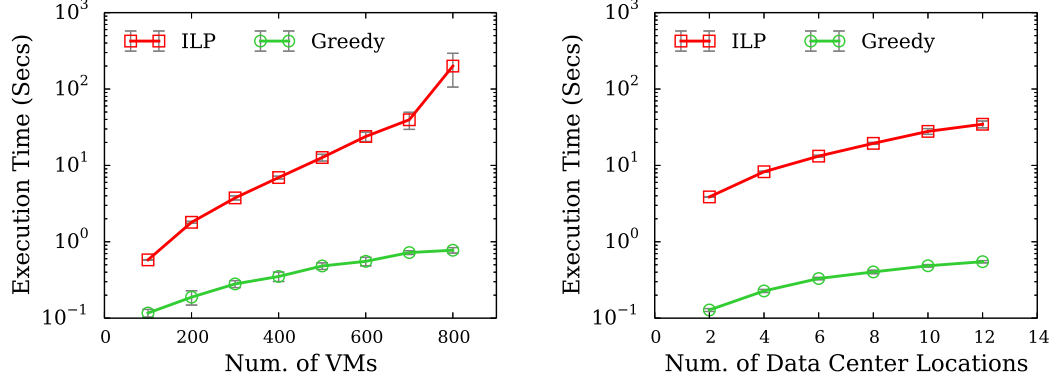 10^3
10^2
10^1
10^0
10^-1
Execution Time (Secs)
ILP Greedy
0 200 400 600 800
Num. of VMs
10^3
10^2
10^1
10^0
10^-1
Execution Time (Secs)
ILP Greedy
0 2 4 6 8 10 12 14
Num. of Data Center Locations